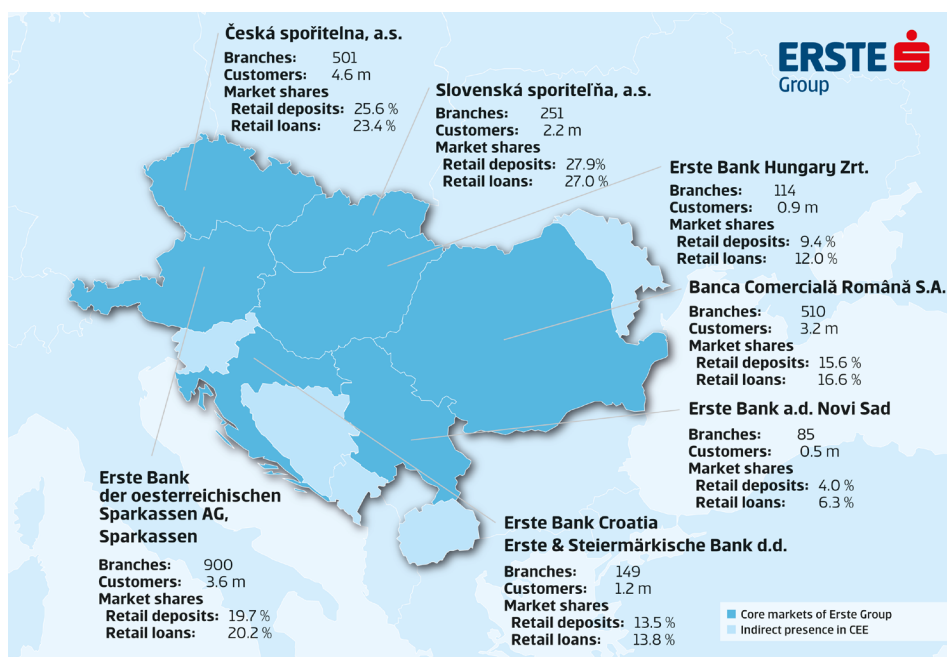 Česká spořitelna, a.s.
Branches: 501
Customers: 4.6 m
Market shares
Retail deposits: 25.6 %
Retail loans: 23.4 %
ERSTE
Group
Slovenská sporiteľňa, a.s.
Branches: 251
Customers: 2.2 m
Market shares
Retail deposits: 27.9%
Retail loans: 27.0 %
Erste Bank Hungary Zrt.
Branches: 114
Customers: 0.9 m
Market shares
Retail deposits: 9.4 %
Retail loans: 12.0 %
Banca Comercială Română S.A.
Branches: 510
Customers: 3.2 m
Market shares
Retail deposits: 15.6 %
Retail loans: 16.6 %
Erste Bank a.d. Novi Sad
Branches: 85
Customers: 0.5 m
Market shares
Retail deposits: 4.0 %
Retail loans: 6.3 %
Erste Bank
der oesterreichischen
Sparkassen AG,
Sparkassen
Branches: 900
Customers: 3.6 m
Market shares
Retail deposits: 19.7 %
Retail loans: 20.2 %
Erste Bank Croatia
Erste & Steiermärkische Bank d.d.
Branches: 149
Customers: 1.2 m
Market shares
Retail deposits: 13.5 %
Retail loans: 13.8 %
Core markets of Erste Group
Indirect presence in CEE